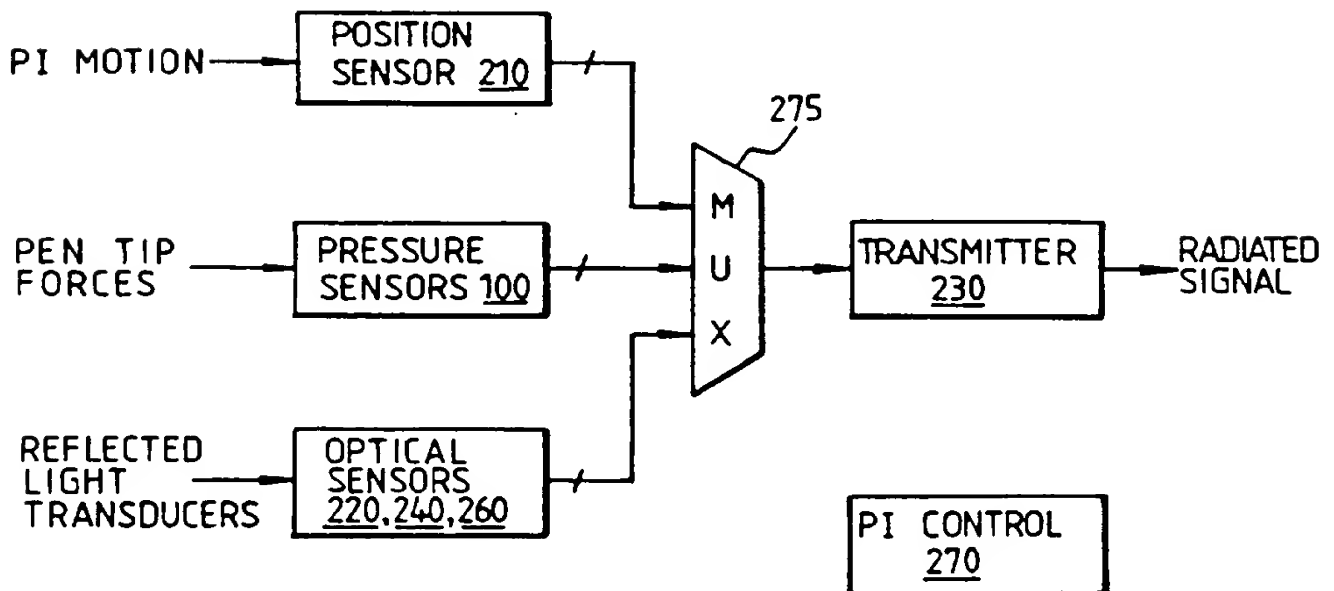 PI MOTION
POSITION
SENSOR 210
275
PEN TIP
FORCES
PRESSURE
SENSORS 100
M
U
X
TRANSMITTER
230
RADIATED
SIGNAL
REFLECTED
LIGHT
TRANSDUCERS
OPTICAL
SENSORS
220, 240, 260
PI CONTROL
270